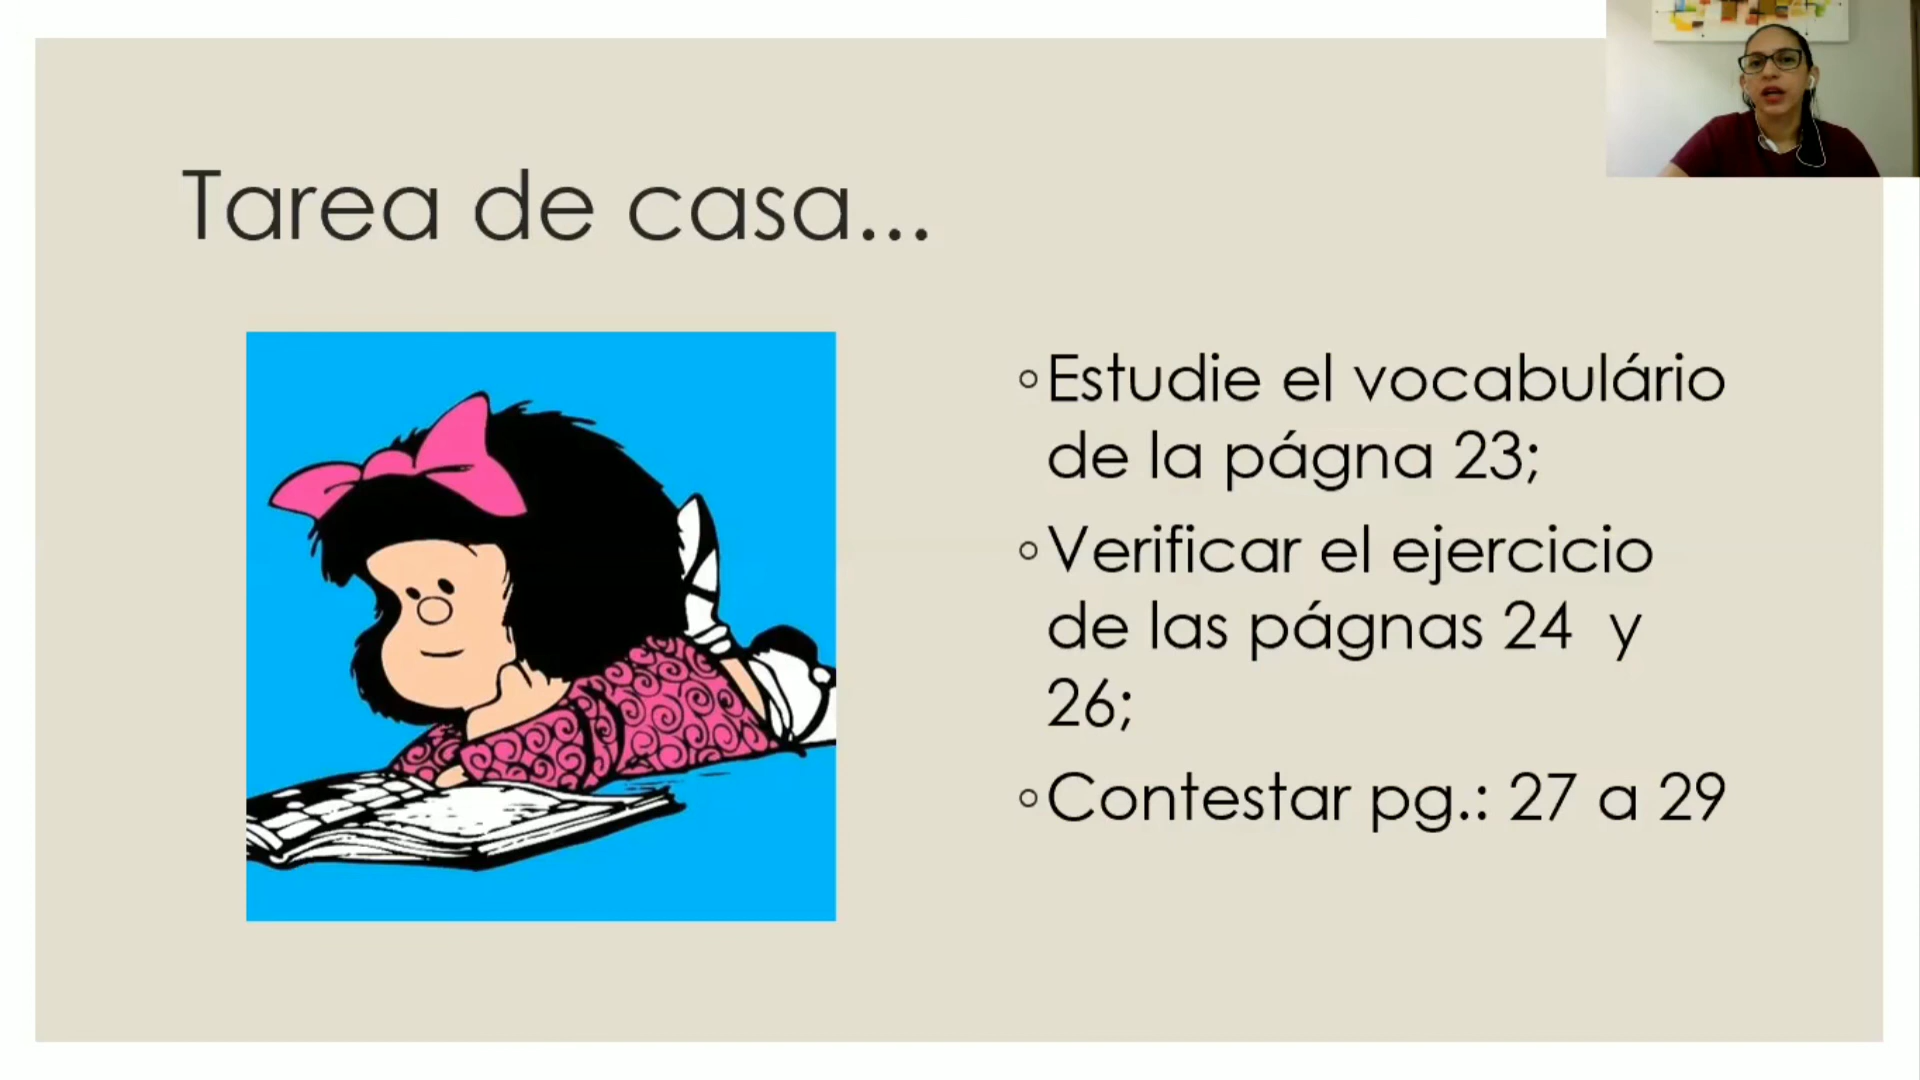 Tarea de casa...
◦Estudie el vocabulário
de la págna 23;
◦Verificar el ejercicio
de las págnas 24 y
26;
◦Contestar pg.: 27 a 29